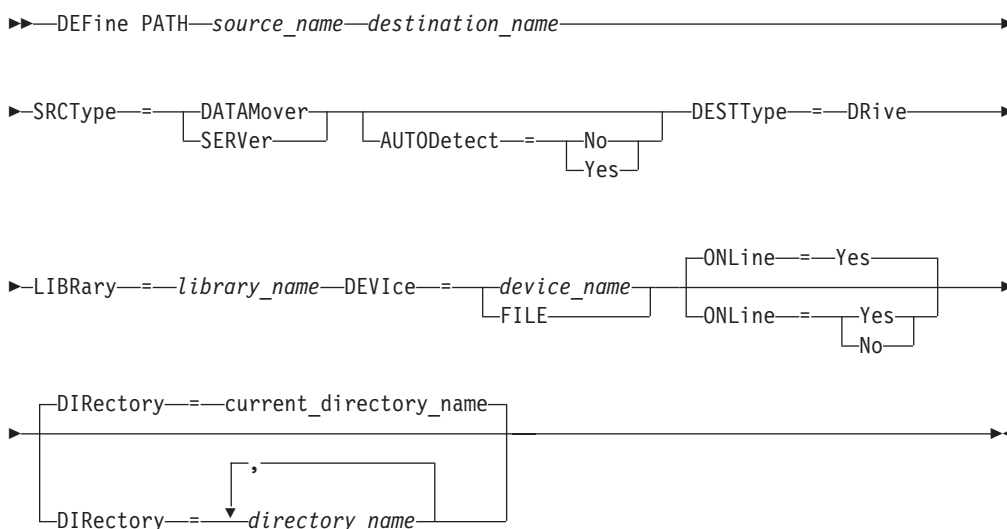 DEFine PATH source_name destination_name
SRCType = DATAMover AUTODetect = No DESTType = DRive
SERVer Yes
LIBRary = library_name DEVIce = device_name ONLine = Yes
FILE ONLine = Yes
No
DIRectory = current_directory_name
,
DIRectory = directory_name